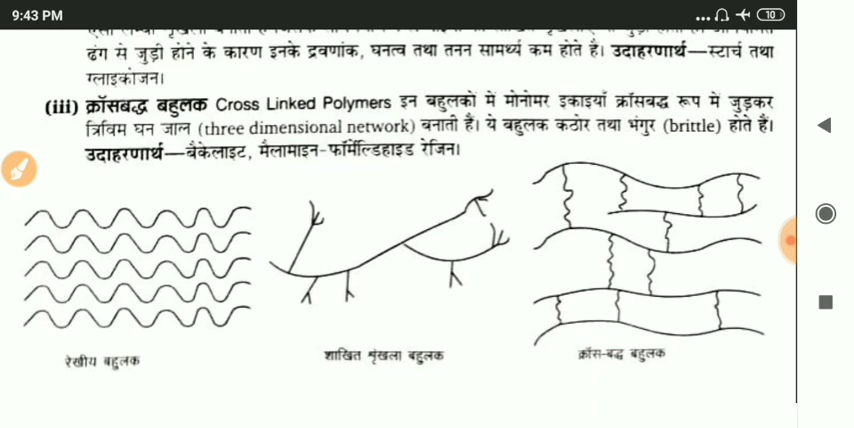 9:43 PM
10
ढंग से जुड़ी होने के कारण इनके द्रवणांक, घनत्व तथा तनन सामर्थ्य कम होते हैं। उदाहरणार्थ—स्टार्च तथा
ग्लाइकोजन।
(iii) क्रॉसबद्ध बहुलक Cross Linked Polymers इन बहुलकों में मोनोमर इकाइयाँ क्रॉसबद्ध रूप में जुड़कर
त्रिविम घन जाल (three dimensional network) बनाती हैं। ये बहुलक कठोर तथा भंगुर (brittle) होते हैं।
उदाहरणार्थ—बैकेलाइट, मैलामाइन-फॉर्मेल्डिहाइड रेजिन।
रेखीय बहुलक
शाखित शृंखला बहुलक
क्रॉस-बद्ध बहुलक